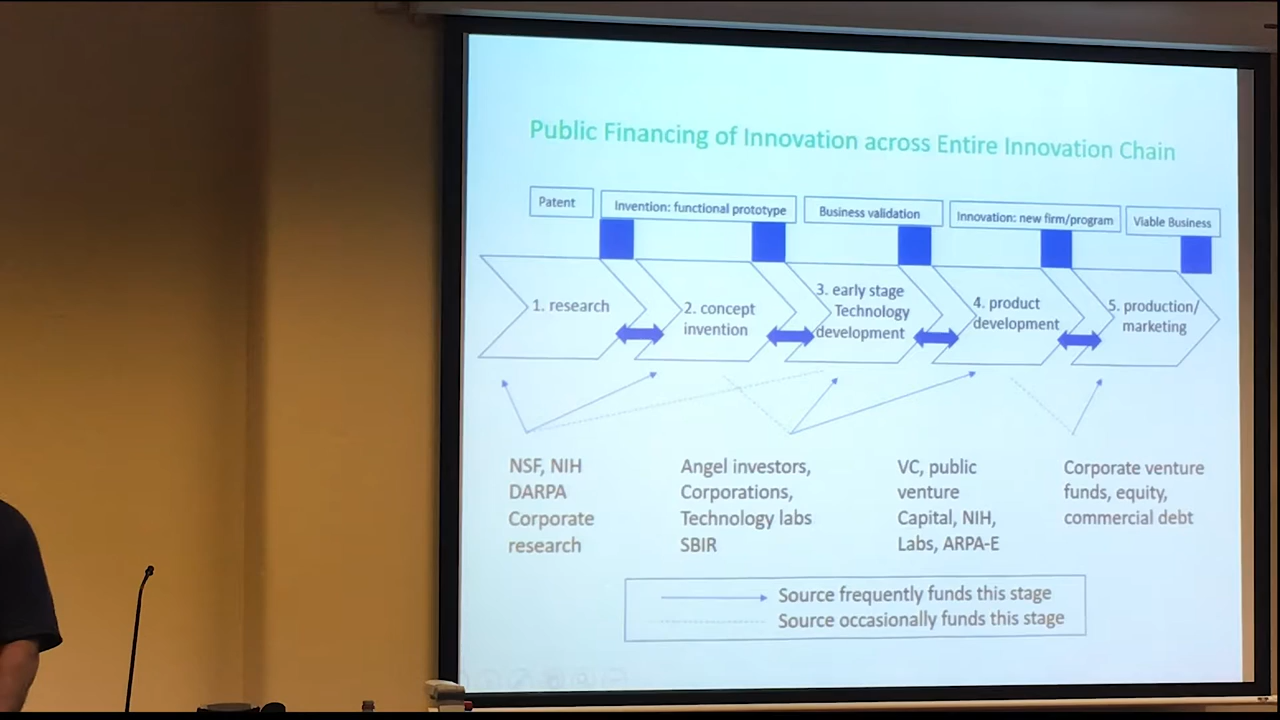 Public Financing of Innovation across Entire Innovation Chain
Patent
Invention: functional prototype
Business validation
Innovation: new firm/program
Viable Business
1. research
2. concept
invention
3. early stage
Technology
development
4. product
development
5. production/
marketing
NSF, NIH
DARPA
Corporate
research
Angel investors,
Corporations,
Technology labs
SBIR
VC, public
venture
Capital, NIH,
Labs, ARPA-E
Corporate venture
funds, equity,
commercial debt
Source frequently funds this stage
Source occasionally funds this stage